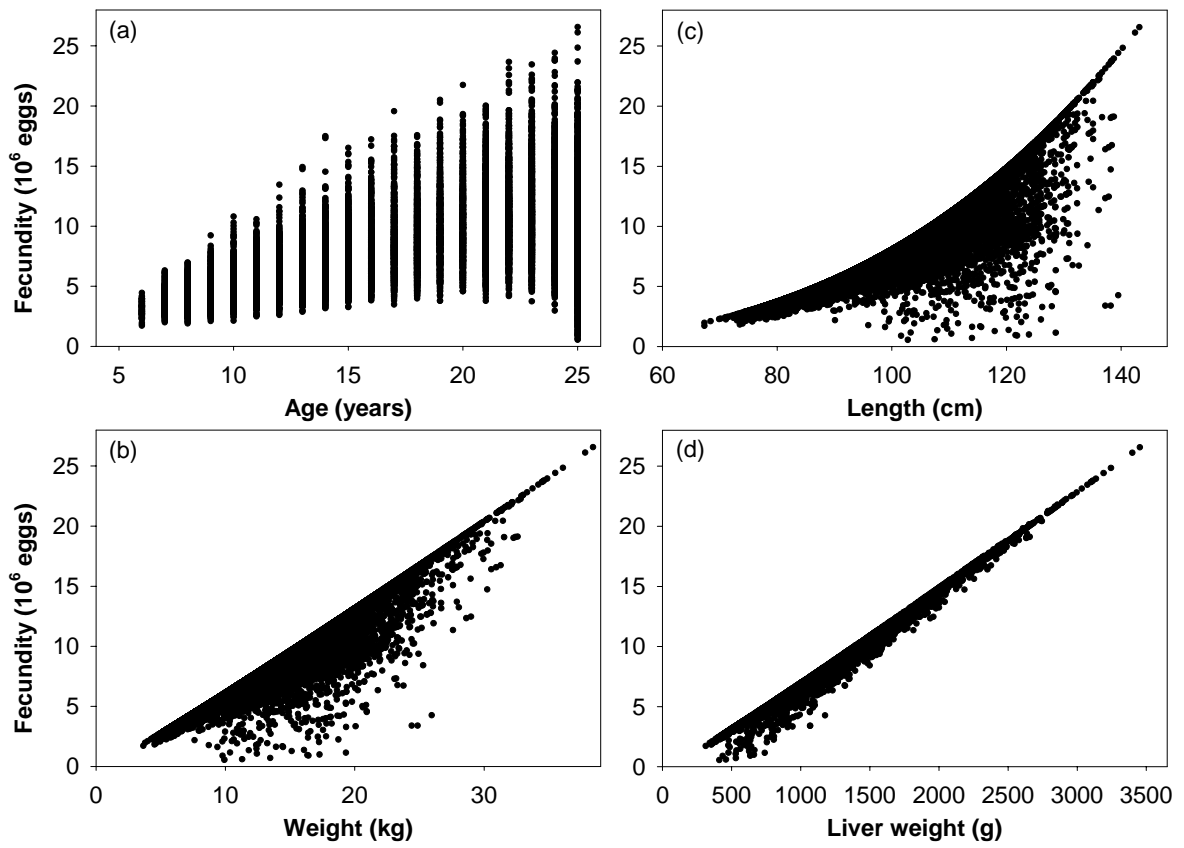 (a)
Fecundity (10⁶ eggs)
25
20
15
10
5
0
5 10 15 20 25
Age (years)
(c)
25
20
15
10
5
0
60 80 100 120 140
Length (cm)
(b)
Fecundity (10⁶ eggs)
25
20
15
10
5
0
0 10 20 30
Weight (kg)
(d)
25
20
15
10
5
0
0 500 1000 1500 2000 2500 3000 3500
Liver weight (g)